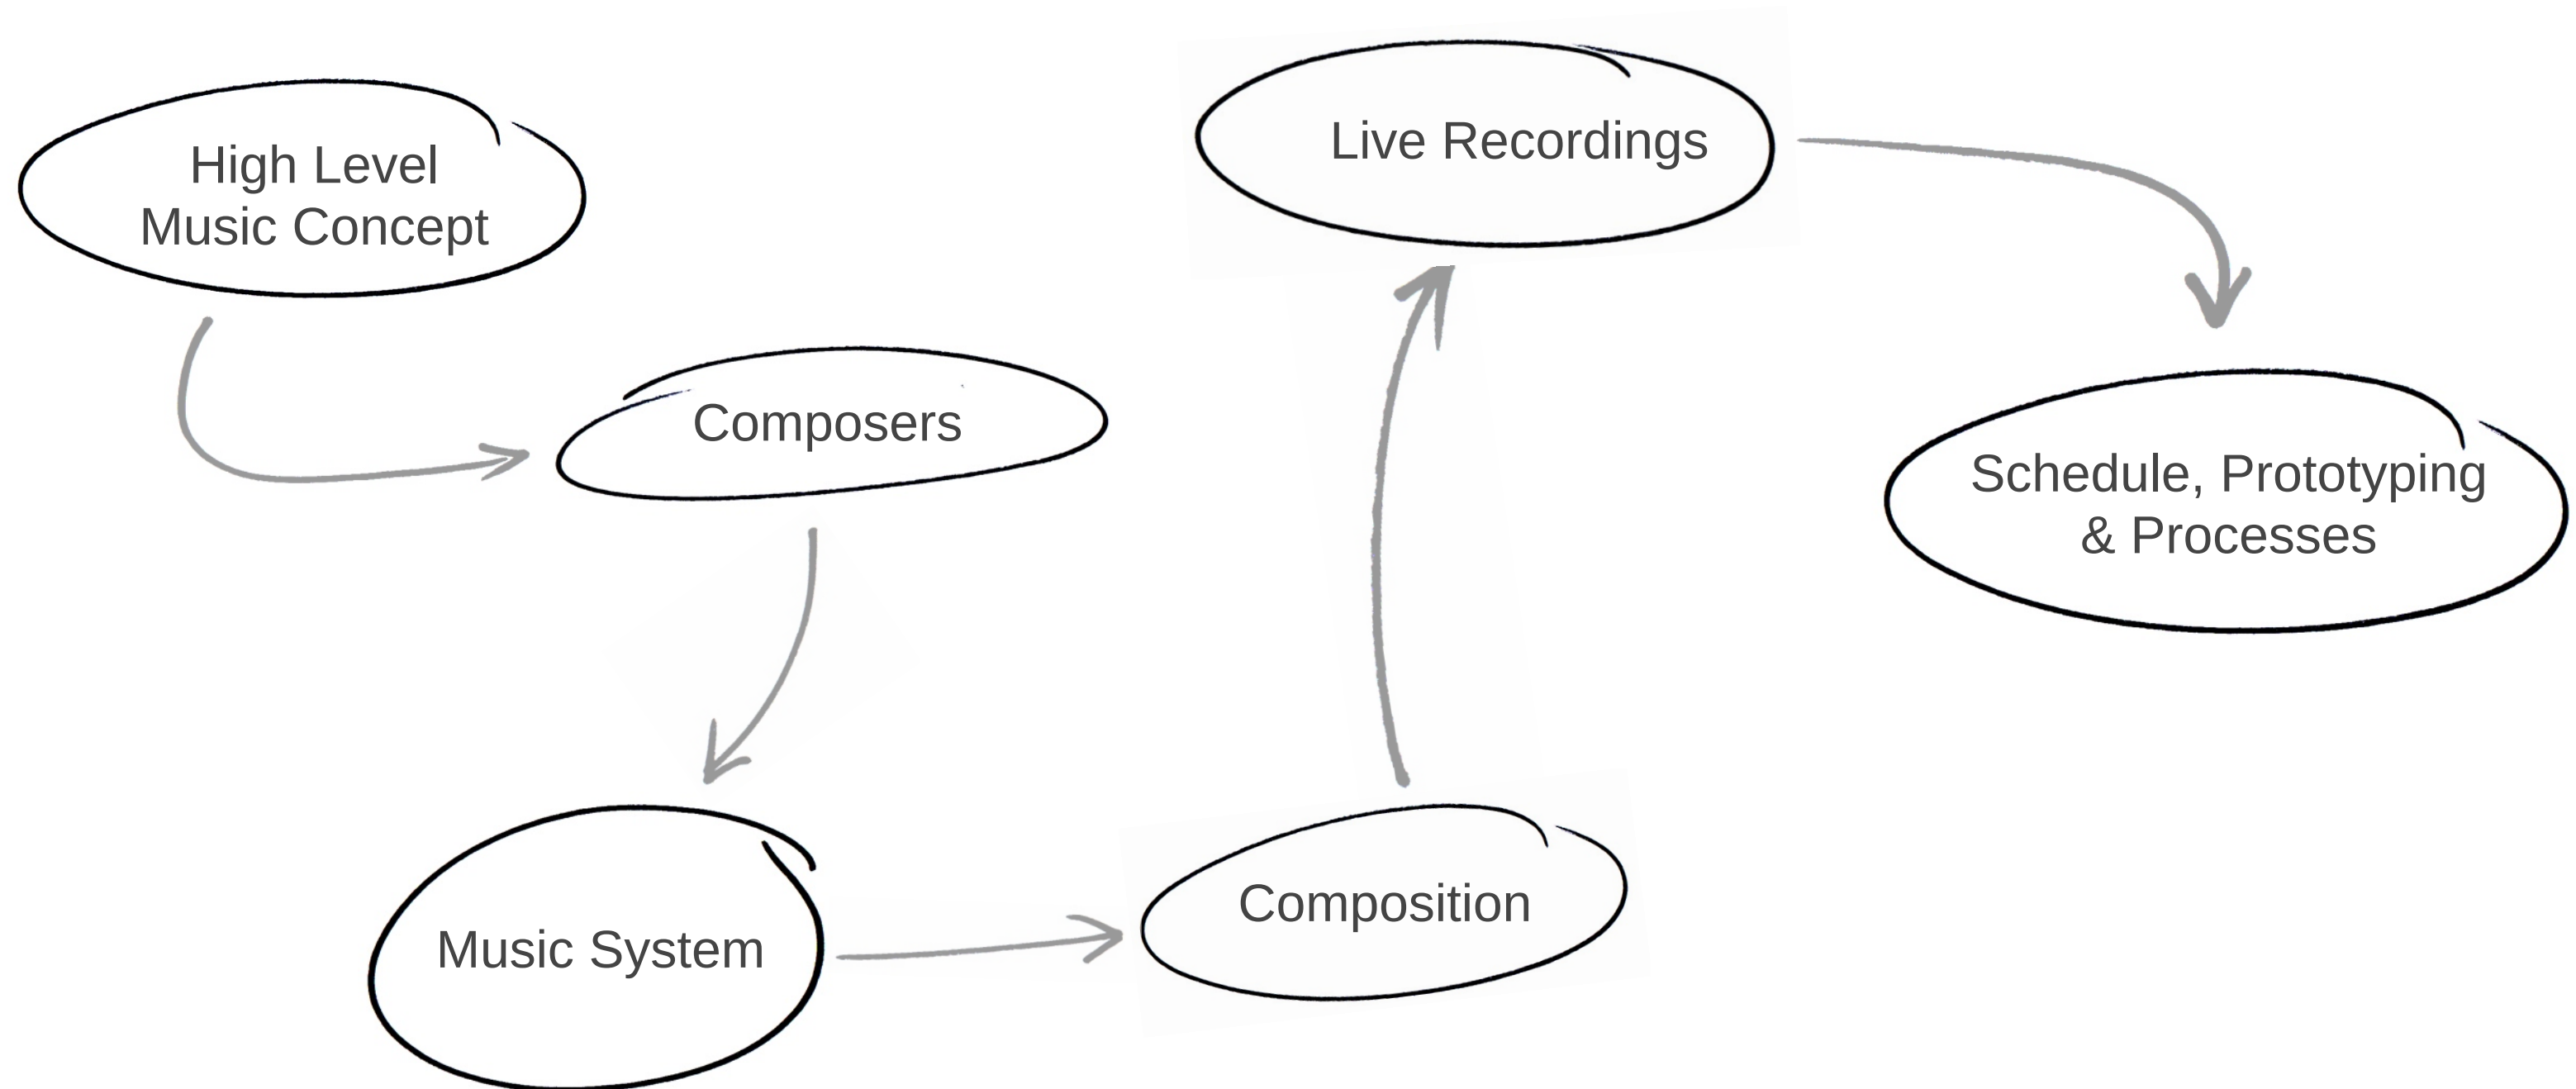 High Level
Music Concept
Composers
Music System
Composition
Live Recordings
Schedule, Prototyping
& Processes